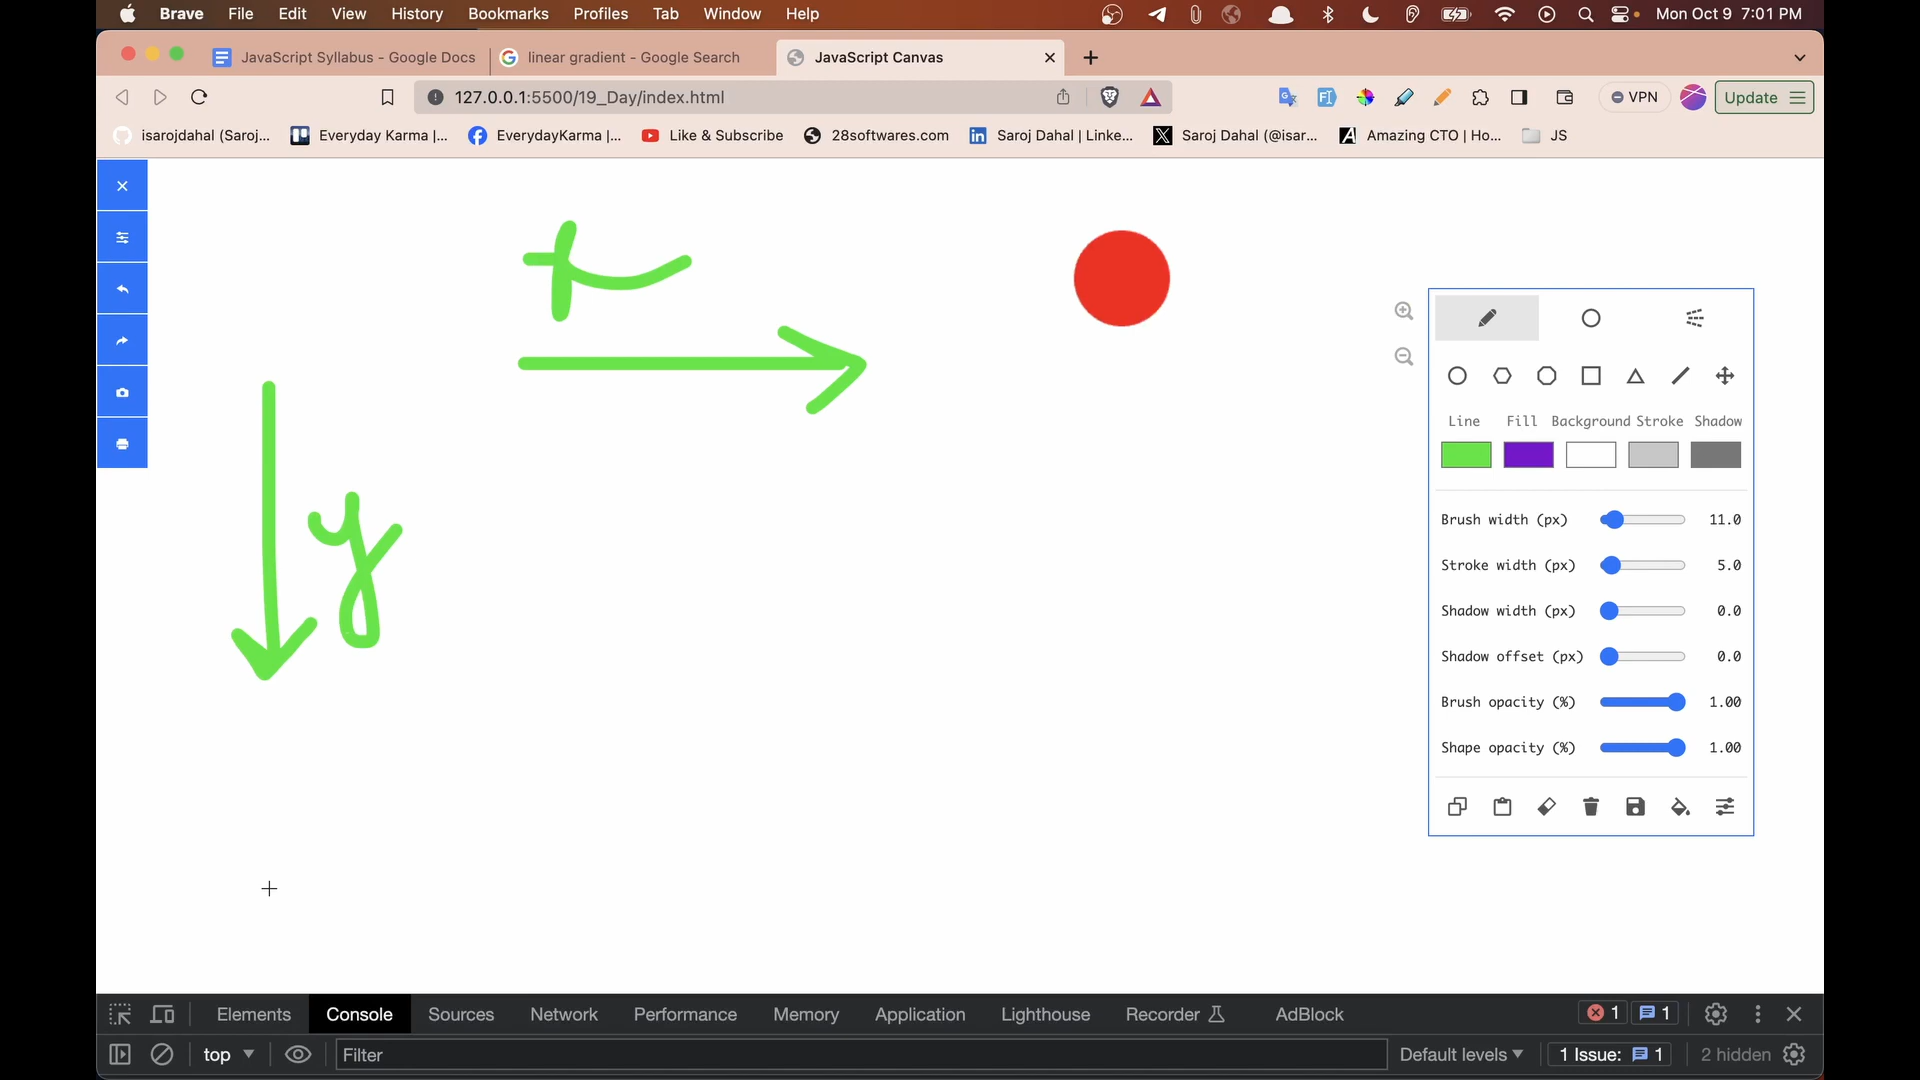 Brave File Edit View History Bookmarks Profiles Tab Window Help Mon Oct 9 7:01 PM
JavaScript Syllabus - Google Docs linear gradient - Google Search JavaScript Canvas
127.0.0.1:5500/19_Day/index.html VPN Update
isarojdahal (Saroj... Everyday Karma |... EverydayKarma |... Like & Subscribe 28softwares.com Saroj Dahal | Linke... Saroj Dahal (@isar... Amazing CTO | Ho... JS
y
Line Fill Background Stroke Shadow
Brush width (px) 11.0
Stroke width (px) 5.0
Shadow width (px) 0.0
Shadow offset (px) 0.0
Brush opacity (%) 1.00
Shape opacity (%) 1.00
Elements Console Sources Network Performance Memory Application Lighthouse Recorder AdBlock 1 1
top Filter Default levels 1 Issue: 1 2 hidden